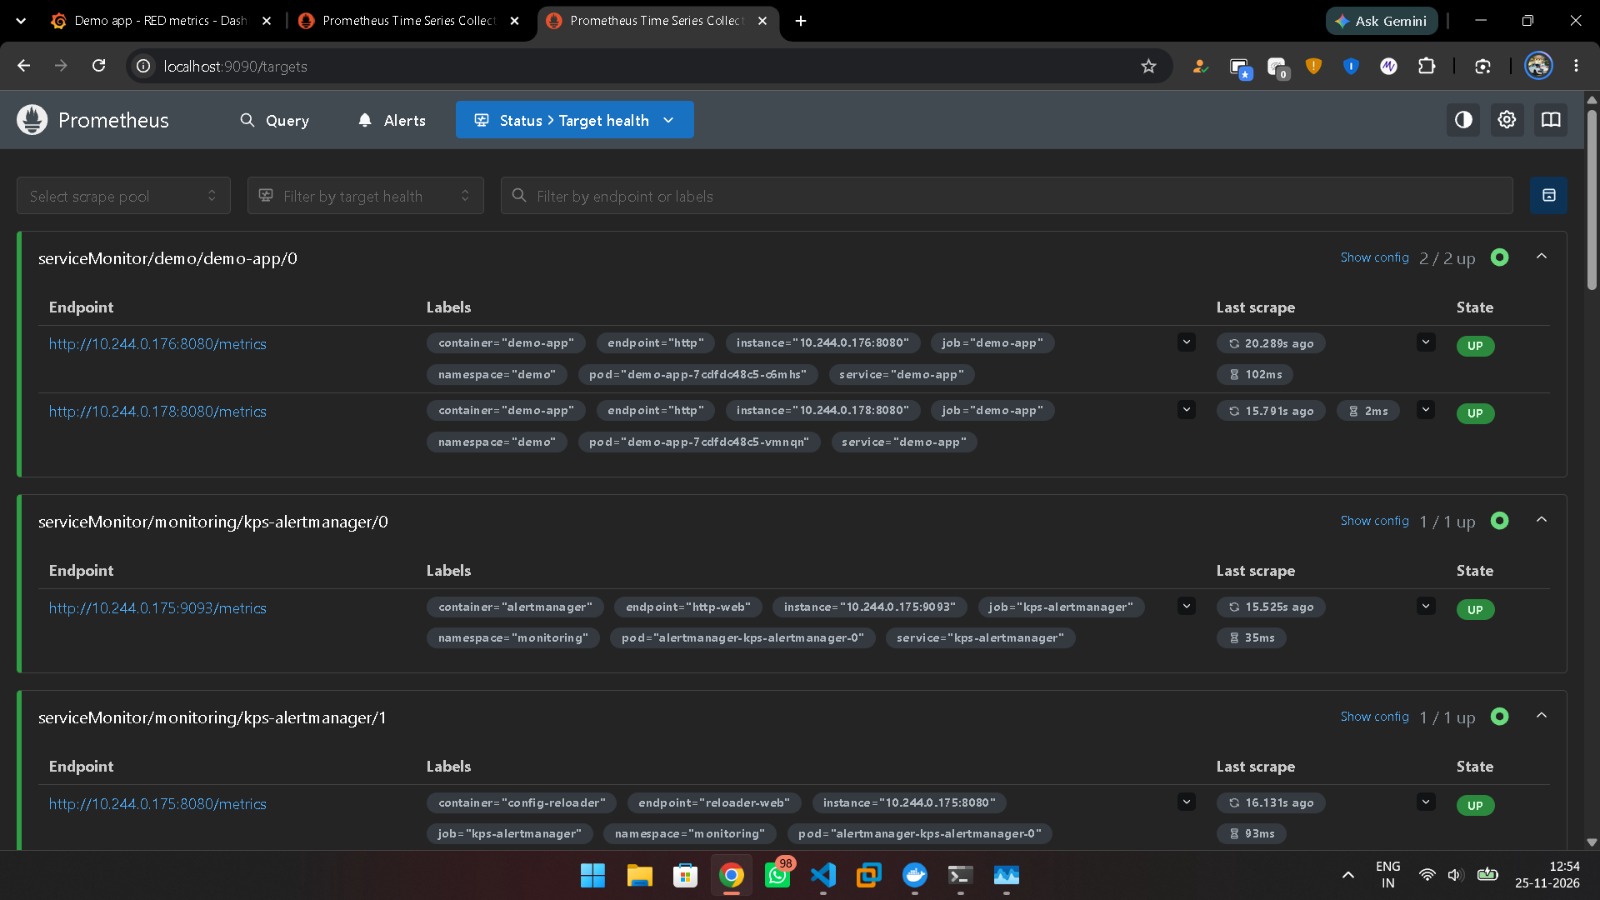 Demo app - RED metrics - Dash
Prometheus Time Series Collect
Prometheus Time Series Collect
Ask Gemini
localhost:9090/targets
0
Prometheus
Query
Alerts
Status > Target health
Select scrape pool
Filter by target health
Filter by endpoint or labels
serviceMonitor/demo/demo-app/0
Show config
2 / 2 up
Endpoint
Labels
Last scrape
State
http://10.244.0.176:8080/metrics
container="demo-app" endpoint="http" instance="10.244.0.176:8080" job="demo-app"
20.289s ago
UP
namespace="demo" pod="demo-app-7cdfdc48c5-c6mhs" service="demo-app"
102ms
http://10.244.0.178:8080/metrics
container="demo-app" endpoint="http" instance="10.244.0.178:8080" job="demo-app"
15.791s ago
2ms
UP
namespace="demo" pod="demo-app-7cdfdc48c5-vmnqn" service="demo-app"
serviceMonitor/monitoring/kps-alertmanager/0
Show config
1 / 1 up
Endpoint
Labels
Last scrape
State
http://10.244.0.175:9093/metrics
container="alertmanager" endpoint="http-web" instance="10.244.0.175:9093" job="kps-alertmanager"
15.525s ago
UP
namespace="monitoring" pod="alertmanager-kps-alertmanager-0" service="kps-alertmanager"
35ms
serviceMonitor/monitoring/kps-alertmanager/1
Show config
1 / 1 up
Endpoint
Labels
Last scrape
State
http://10.244.0.175:8080/metrics
container="config-reloader" endpoint="reloader-web" instance="10.244.0.175:8080"
16.131s ago
UP
job="kps-alertmanager" namespace="monitoring" pod="alertmanager-kps-alertmanager-0"
93ms
98
ENG
IN
12:54
25-11-2026